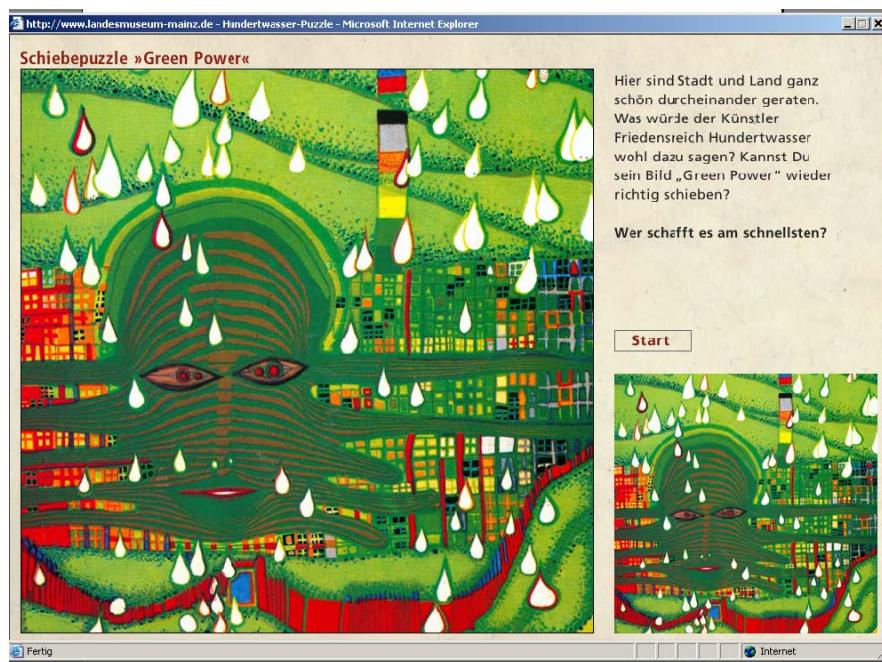 http://www.landesmuseum-mainz.de - Hundertwasser-Puzzle - Microsoft Internet Explorer
Schiebepuzzle »Green Power«
Hier sind Stadt und Land ganz
schön durcheinander geraten.
Was würde der Künstler
Friedensreich Hundertwasser
wohl dazu sagen? Kannst Du
sein Bild „Green Power“ wieder
richtig schieben?
Wer schafft es am schnellsten?
Start
Fertig
Internet